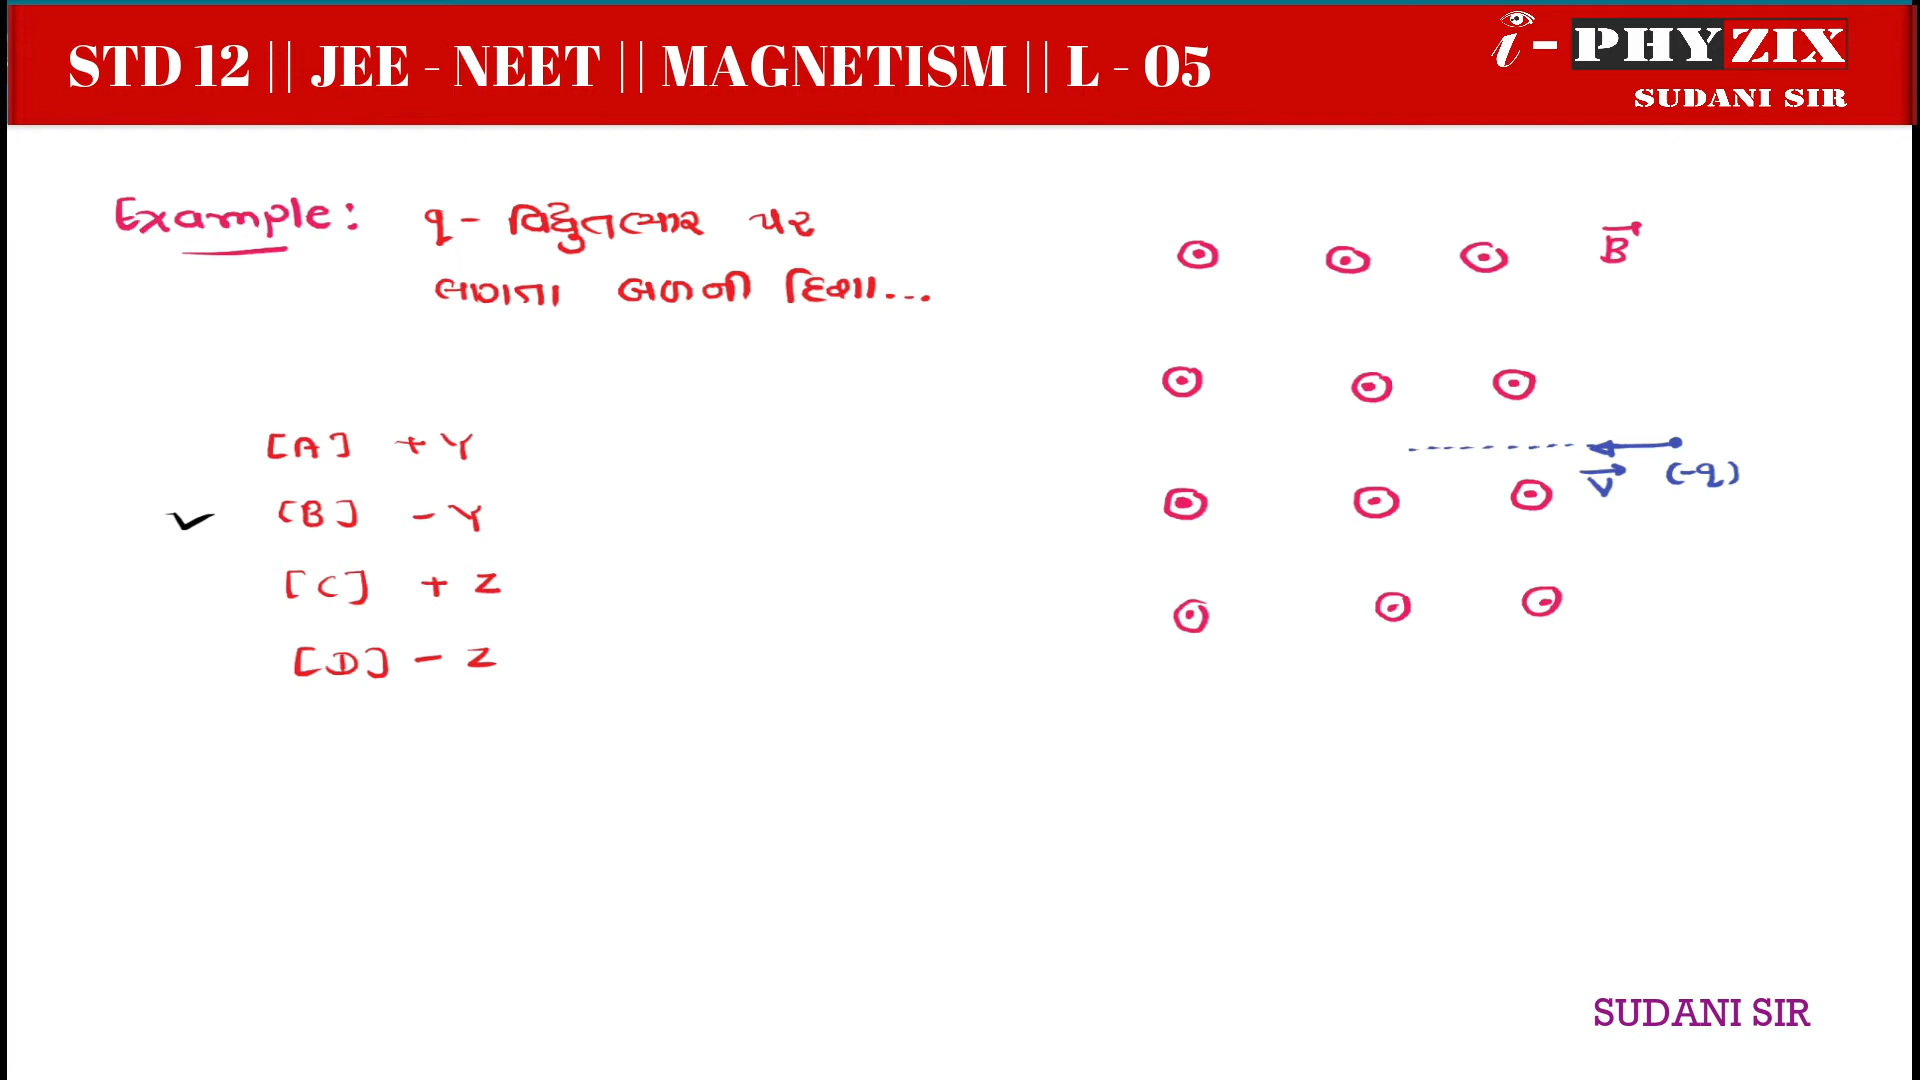 STD 12 || JEE - NEET || MAGNETISM || L - 05
i-PHYZIX
SUDANI SIR
Example: q - વિદ્યુતભાર પર
લાગતા બળની દિશા...
[A] + Y
[B] - Y
[C] + Z
[D] - Z
B
V
(-q)
SUDANI SIR